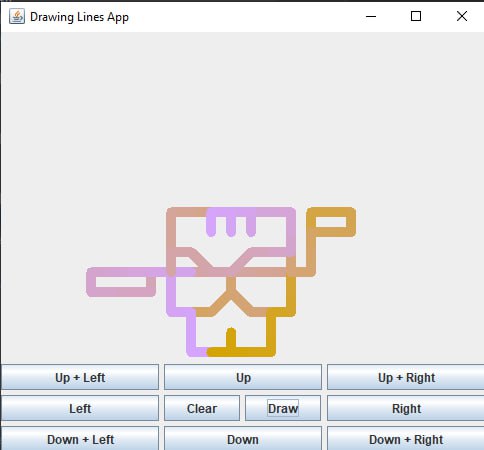 Drawing Lines App
Up + Left Up Up + Right
Left Clear Draw Right
Down + Left Down Down + Right